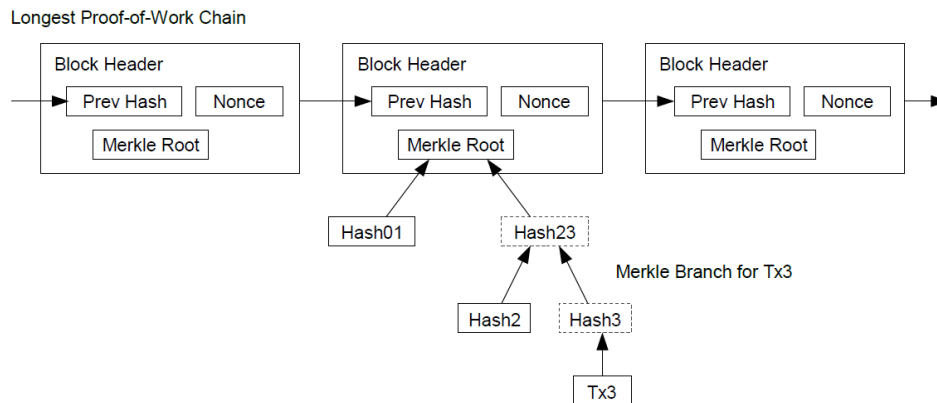 Longest Proof-of-Work Chain
Block Header
Prev Hash
Nonce
Merkle Root
Block Header
Prev Hash
Nonce
Merkle Root
Block Header
Prev Hash
Nonce
Merkle Root
Hash01
Hash23
Merkle Branch for Tx3
Hash2
Hash3
Tx3